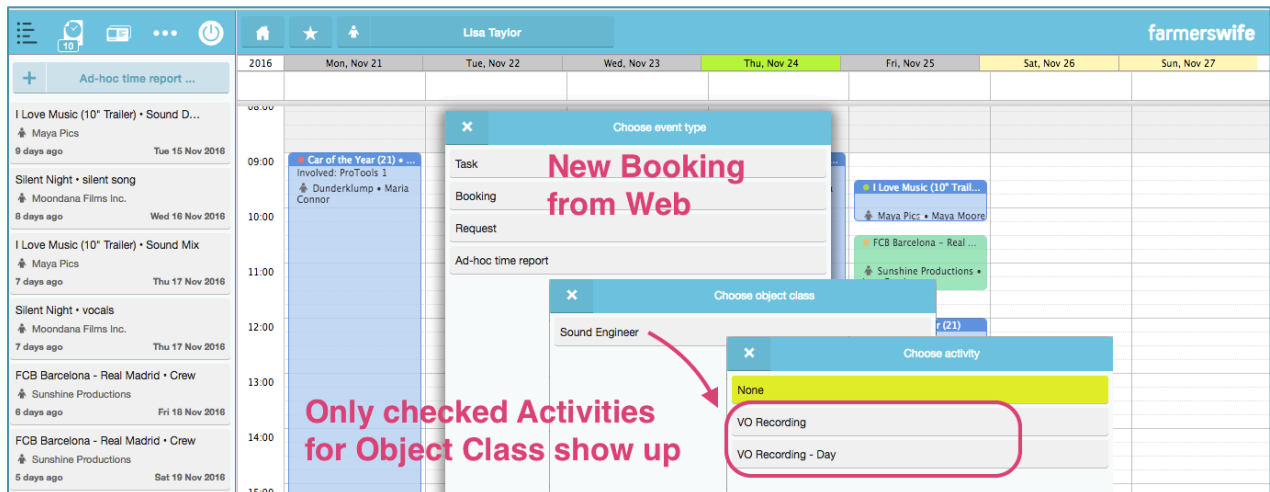 10
Lisa Taylor
farmerswife
Ad-hoc time report ...
I Love Music (10" Trailer) • Sound D...
Maya Pics
9 days ago Tue 15 Nov 2016
Silent Night • silent song
Moondana Films Inc.
8 days ago Wed 16 Nov 2016
I Love Music (10" Trailer) • Sound Mix
Maya Pics
7 days ago Thu 17 Nov 2016
Silent Night • vocals
Moondana Films Inc.
7 days ago Thu 17 Nov 2016
FCB Barcelona - Real Madrid • Crew
Sunshine Productions
6 days ago Fri 18 Nov 2016
FCB Barcelona - Real Madrid • Crew
Sunshine Productions
5 days ago Sat 19 Nov 2016
2016 Mon, Nov 21 Tue, Nov 22 Wed, Nov 23 Thu, Nov 24 Fri, Nov 25 Sat, Nov 26 Sun, Nov 27
08:00
09:00
10:00
11:00
12:00
13:00
14:00
15:00
Car of the Year (21) • ...
Involved: ProTools 1
Dunderklump • Maria
Connor
Choose event type
Task
Booking
Request
Ad-hoc time report
New Booking
from Web
I Love Music (10" Trail...
Maya Pics • Maya Moore
FCB Barcelona - Real ...
Sunshine Productions •
r (21)
Choose object class
Sound Engineer
Choose activity
None
VO Recording
VO Recording - Day
Only checked Activities
for Object Class show up